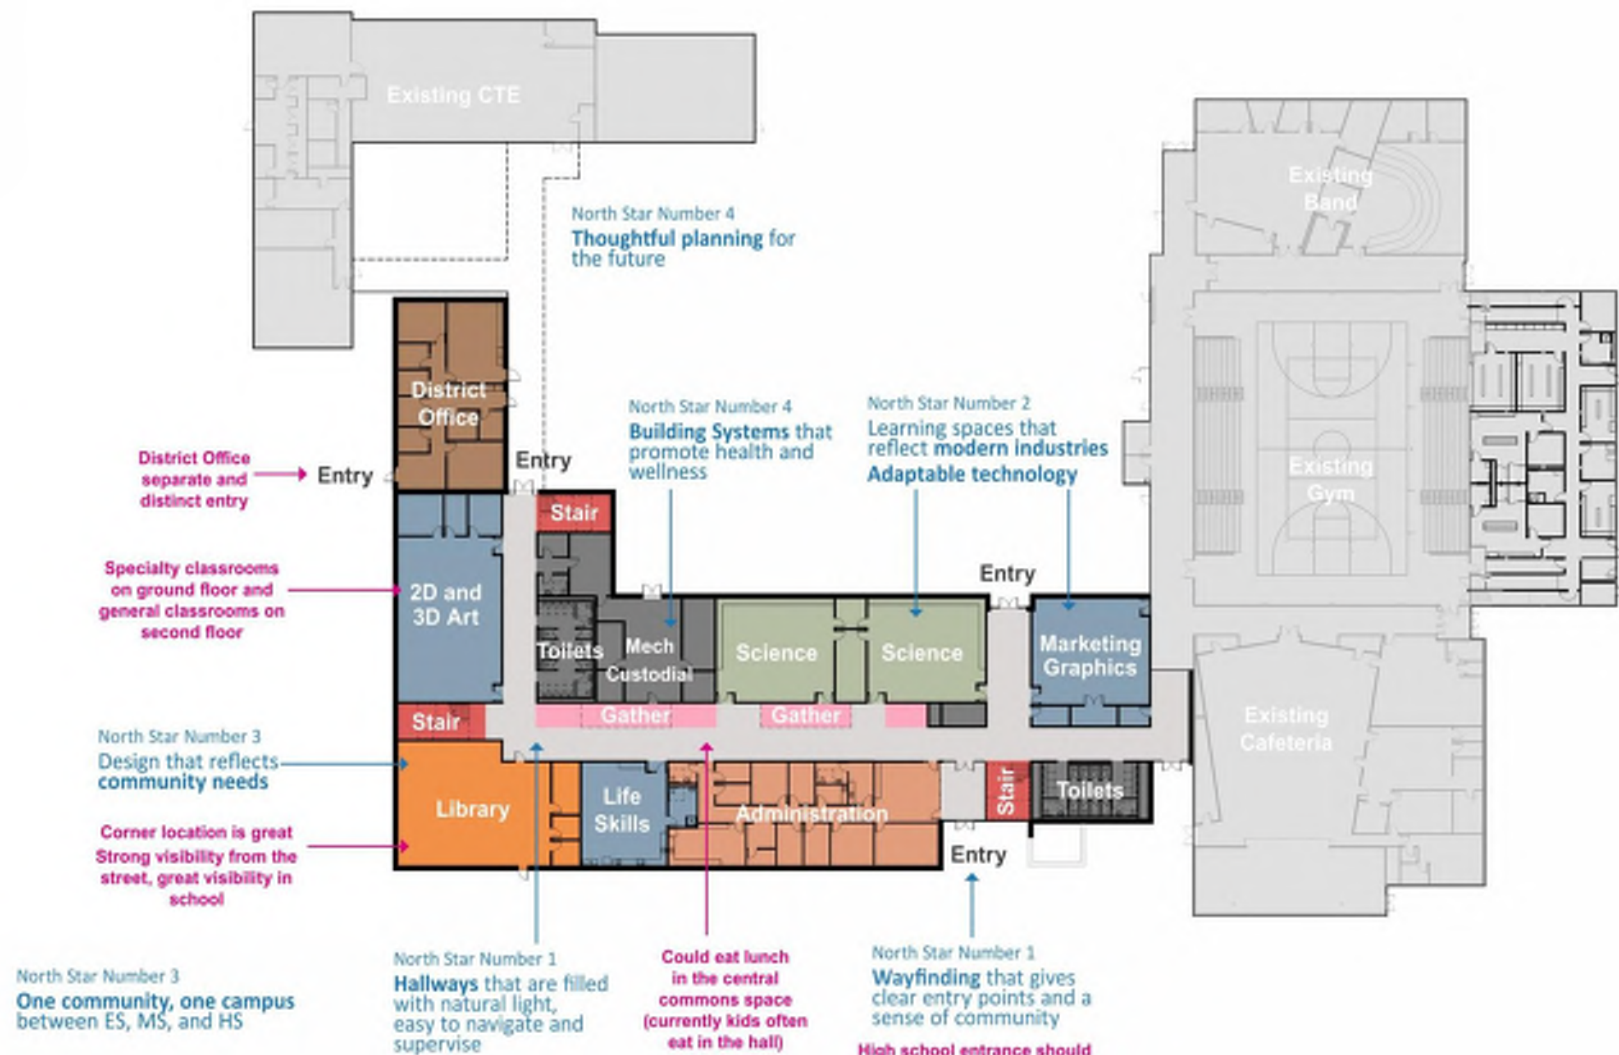 Existing CTE
Existing
Band
North Star Number 4
Thoughtful planning for
the future
District
Office
North Star Number 4
Building Systems that
promote health and
wellness
North Star Number 2
Learning spaces that
reflect modern industries
Adaptable technology
District Office
separate and
distinct entry
Entry
Entry
Existing
Gym
Stair
Specialty classrooms
on ground floor and
general classrooms on
second floor
2D and
3D Art
Entry
Toilets
Mech
Custodial
Science
Science
Marketing
Graphics
Stair
Gather
Gather
Existing
Cafeteria
North Star Number 3
Design that reflects
community needs
Library
Life
Skills
Administration
Stair
Toilets
Corner location is great
Strong visibility from the
street, great visibility in
school
Entry
North Star Number 3
One community, one campus
between ES, MS, and HS
North Star Number 1
Hallways that are filled
with natural light,
easy to navigate and
supervise
Could eat lunch
in the central
commons space
(currently kids often
eat in the hall)
North Star Number 1
Wayfinding that gives
clear entry points and a
sense of community
High school entrance should